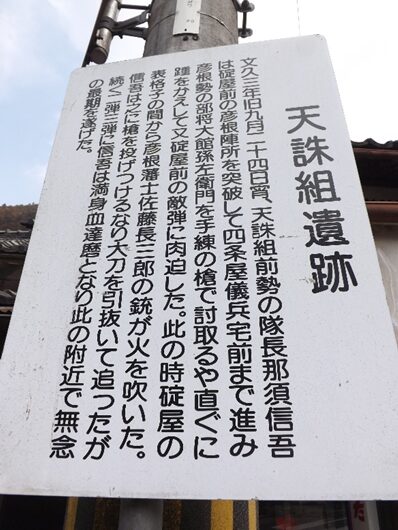 天誅組遺跡
文久三年旧九月二十四日宵、天誅組前勢の隊長那須信吾
は碇屋前の彦根陣所を突破して四条屋儀兵宅前まで進み
彦根勢の部将大館孫左衛門を手練の槍で討取るや直ぐに
踵をかえして又碇屋前の敵弾に肉迫した。此の時碇屋の
表格子の間から彦根藩士佐藤長三郎の銃が火を吹いた。
信吾はたに槍を投げつけるなり大刀を引抜いて追ったが
続く二弾三弾に信吾は満身血達磨となり此の附近で無念
の最期を遂げた。